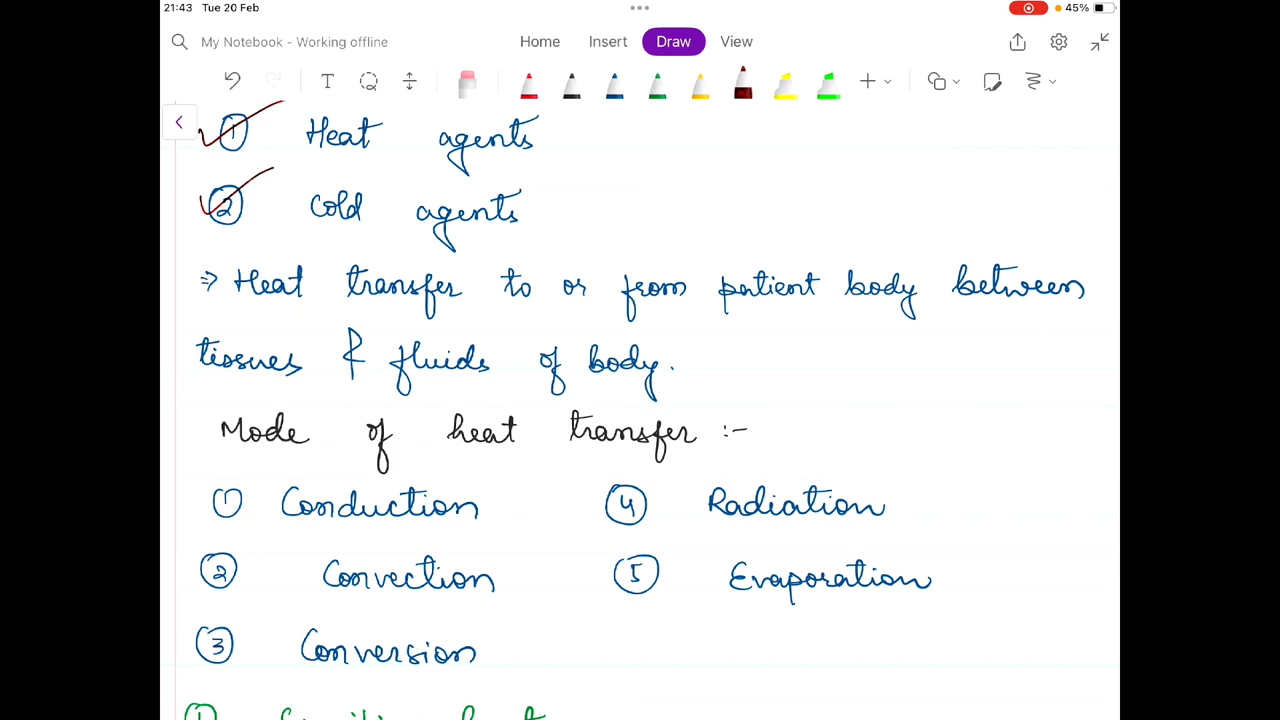 21:43 Tue 20 Feb
45%
My Notebook - Working offline
Home Insert Draw View
T
① Heat agents
② Cold agents
⇒ Heat transfer to or from patient body between
tissues & fluids of body.
Mode of heat transfer :-
① Conduction ④ Radiation
② Convection ⑤ Evaporation
③ Conversion